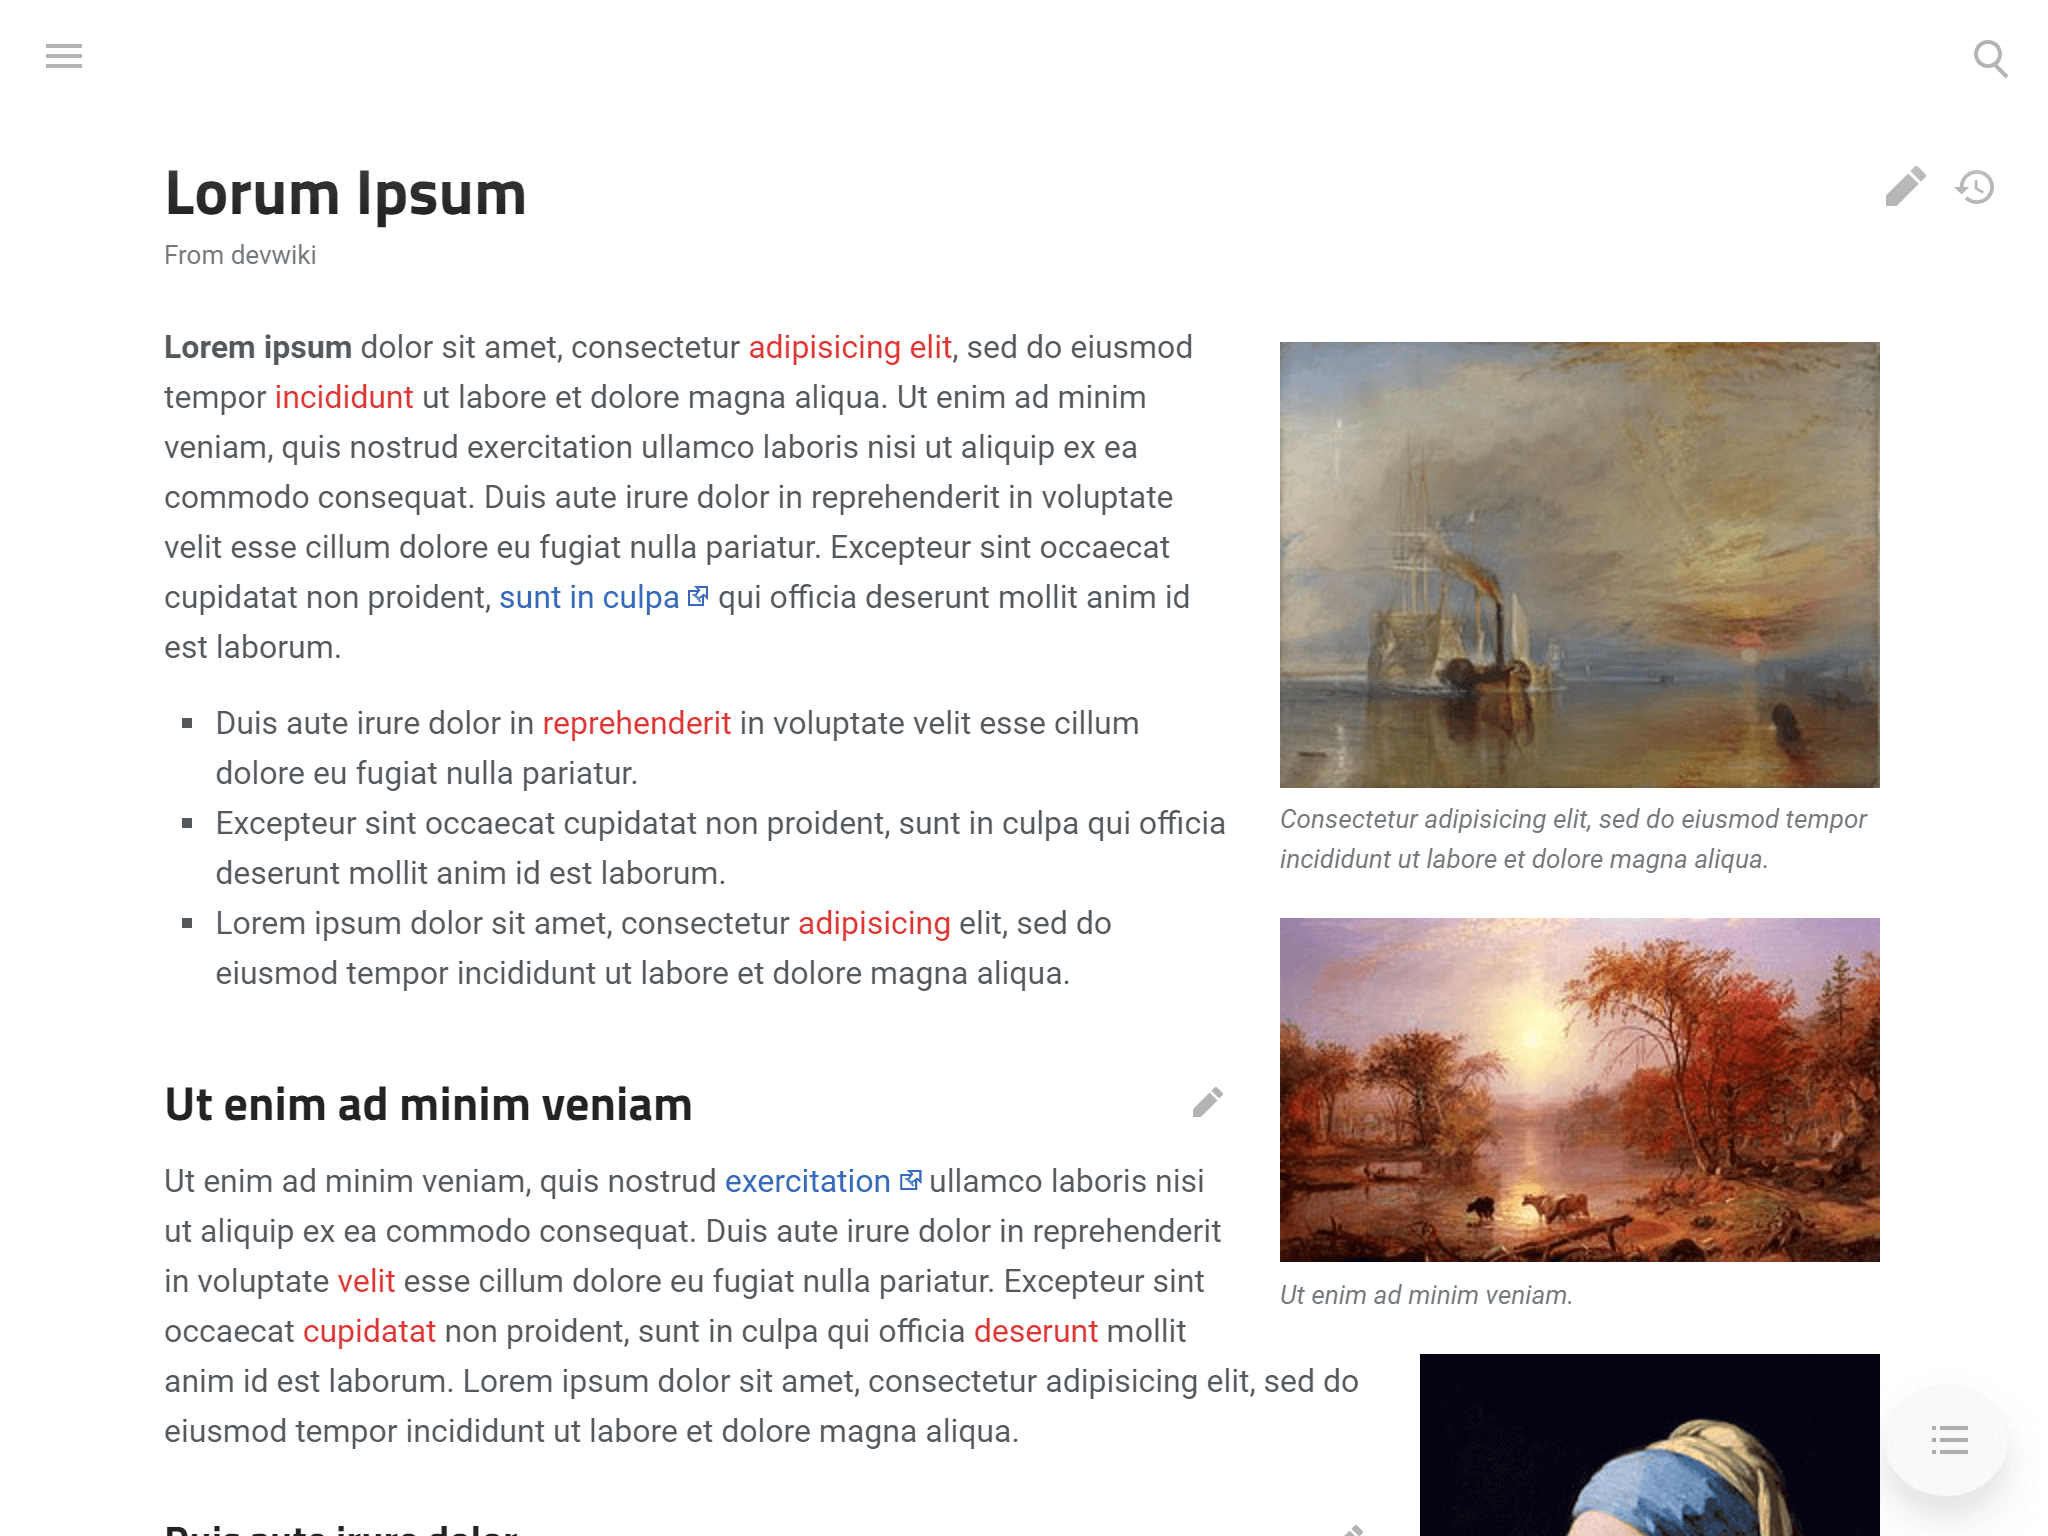 Lorum Ipsum
From devwiki
Lorem ipsum dolor sit amet, consectetur adipisicing elit, sed do eiusmod
tempor incididunt ut labore et dolore magna aliqua. Ut enim ad minim
veniam, quis nostrud exercitation ullamco laboris nisi ut aliquip ex ea
commodo consequat. Duis aute irure dolor in reprehenderit in voluptate
velit esse cillum dolore eu fugiat nulla pariatur. Excepteur sint occaecat
cupidatat non proident, sunt in culpa qui officia deserunt mollit anim id
est laborum.
Duis aute irure dolor in reprehenderit in voluptate velit esse cillum
dolore eu fugiat nulla pariatur.
Excepteur sint occaecat cupidatat non proident, sunt in culpa qui officia
deserunt mollit anim id est laborum.
Lorem ipsum dolor sit amet, consectetur adipisicing elit, sed do
eiusmod tempor incididunt ut labore et dolore magna aliqua.
Consectetur adipisicing elit, sed do eiusmod tempor
incididunt ut labore et dolore magna aliqua.
Ut enim ad minim veniam.
Ut enim ad minim veniam
Ut enim ad minim veniam, quis nostrud exercitation ullamco laboris nisi
ut aliquip ex ea commodo consequat. Duis aute irure dolor in reprehenderit
in voluptate velit esse cillum dolore eu fugiat nulla pariatur. Excepteur sint
occaecat cupidatat non proident, sunt in culpa qui officia deserunt mollit
anim id est laborum. Lorem ipsum dolor sit amet, consectetur adipisicing elit, sed do
eiusmod tempor incididunt ut labore et dolore magna aliqua.
Duis aute irure dolor